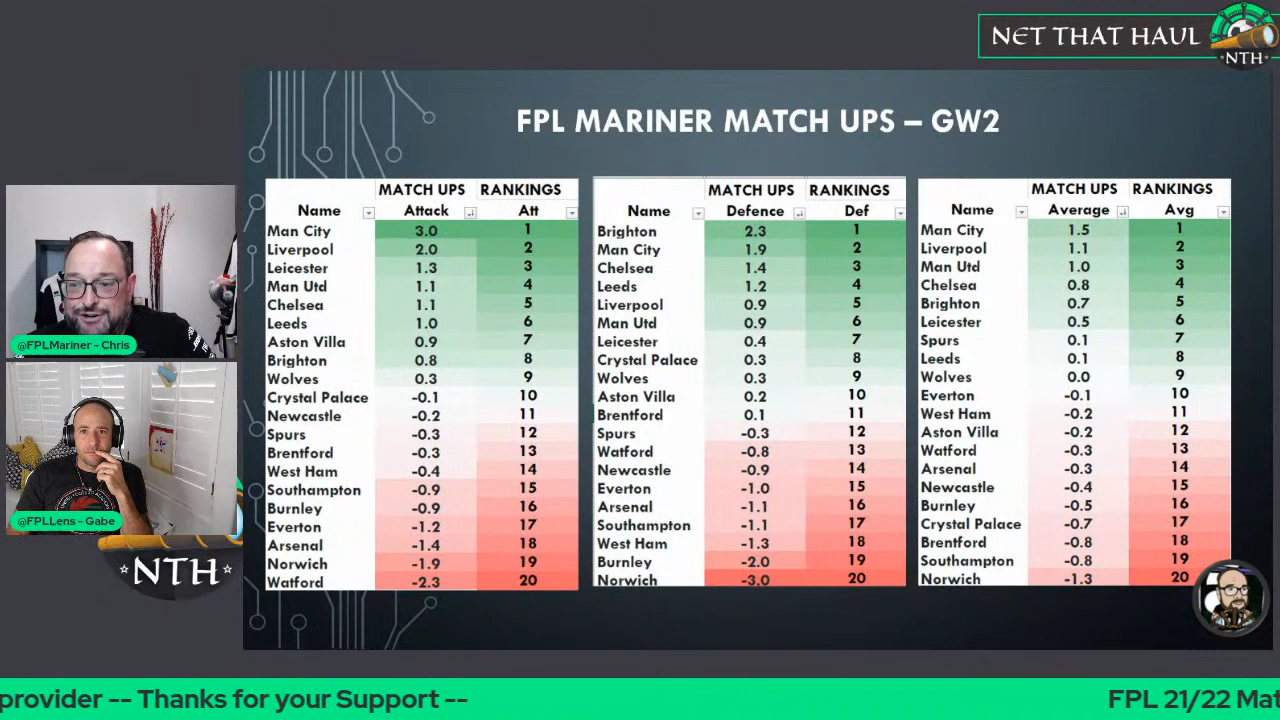 NET THAT HAUL
NTH
FPL MARINER MATCH UPS – GW2
MATCH UPS RANKINGS
Name Attack Att
Man City 3.0 1
Liverpool 2.0 2
Leicester 1.3 3
Man Utd 1.1 4
Chelsea 1.1 5
Leeds 1.0 6
Aston Villa 0.9 7
Brighton 0.8 8
Wolves 0.3 9
Crystal Palace -0.1 10
Newcastle -0.2 11
Spurs -0.3 12
Brentford -0.3 13
West Ham -0.4 14
Southampton -0.9 15
Burnley -0.9 16
Everton -1.2 17
Arsenal -1.4 18
Norwich -1.9 19
Watford -2.3 20
MATCH UPS RANKINGS
Name Defence Def
Brighton 2.3 1
Man City 1.9 2
Chelsea 1.4 3
Leeds 1.2 4
Liverpool 0.9 5
Man Utd 0.9 6
Leicester 0.4 7
Crystal Palace 0.3 8
Wolves 0.3 9
Aston Villa 0.2 10
Brentford 0.1 11
Spurs -0.3 12
Watford -0.8 13
Newcastle -0.9 14
Everton -1.0 15
Arsenal -1.1 16
Southampton -1.1 17
West Ham -1.3 18
Burnley -2.0 19
Norwich -3.0 20
MATCH UPS RANKINGS
Name Average Avg
Man City 1.5 1
Liverpool 1.1 2
Man Utd 1.0 3
Chelsea 0.8 4
Brighton 0.7 5
Leicester 0.5 6
Spurs 0.1 7
Leeds 0.1 8
Wolves 0.0 9
Everton -0.1 10
West Ham -0.2 11
Aston Villa -0.2 12
Watford -0.3 13
Arsenal -0.3 14
Newcastle -0.4 15
Burnley -0.5 16
Crystal Palace -0.7 17
Brentford -0.8 18
Southampton -0.8 19
Norwich -1.3 20
@FPLMariner - Chris
@FPLLens - Gabe
NTH
provider -- Thanks for your Support -- FPL 21/22 Mat